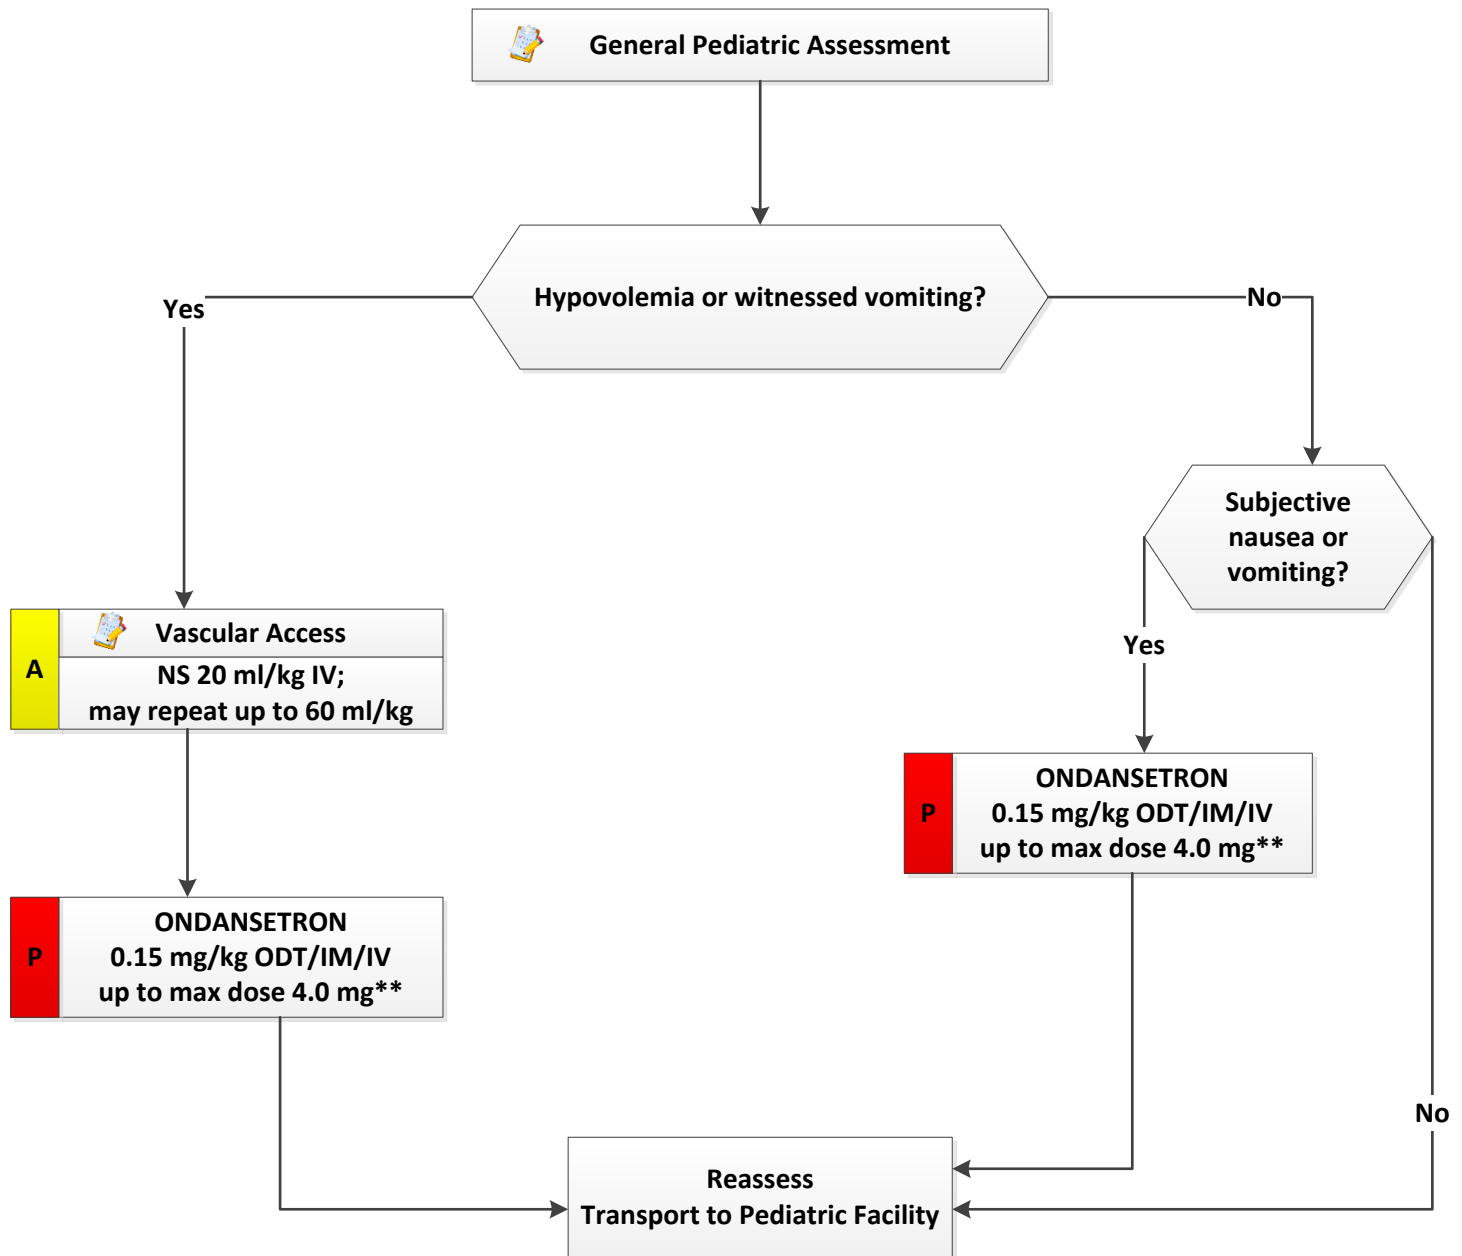 General Pediatric Assessment
Hypovolemia or witnessed vomiting?
Yes
No
Subjective
nausea or
vomiting?
A
Vascular Access
NS 20 ml/kg IV;
may repeat up to 60 ml/kg
Yes
P
ONDANSETRON
0.15 mg/kg ODT/IM/IV
up to max dose 4.0 mg**
P
ONDANSETRON
0.15 mg/kg ODT/IM/IV
up to max dose 4.0 mg**
No
Reassess
Transport to Pediatric Facility